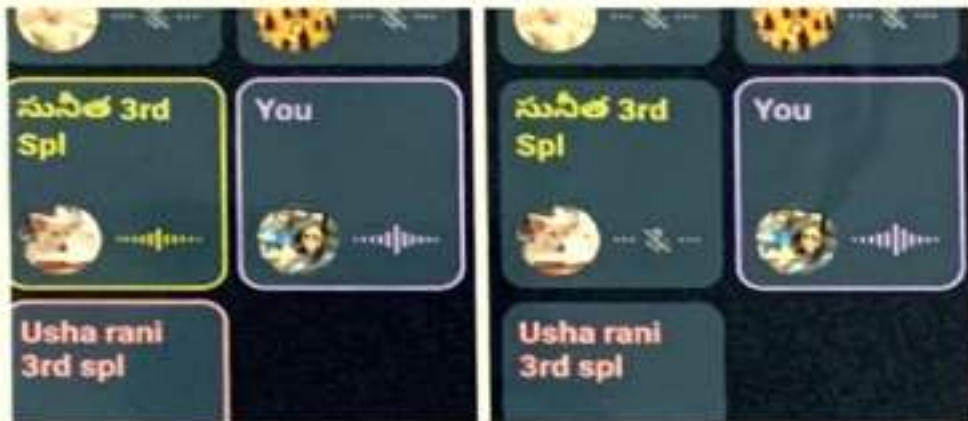 సునీత 3rd
Spl
You
Usha rani
3rd spl
సునీత 3rd
Spl
You
Usha rani
3rd spl